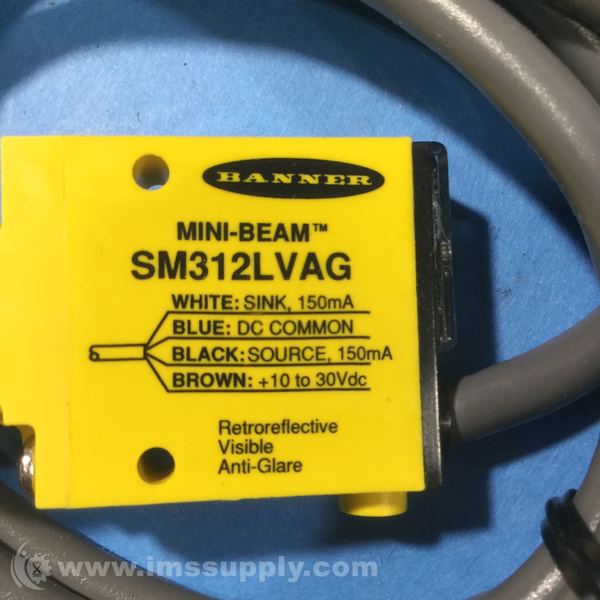 BANNER
MINI-BEAM™
SM312LVAG
WHITE: SINK, 150mA
BLUE: DC COMMON
BLACK: SOURCE, 150mA
BROWN: +10 to 30Vdc
Retroreflective
Visible
Anti-Glare
www.imssupply.com